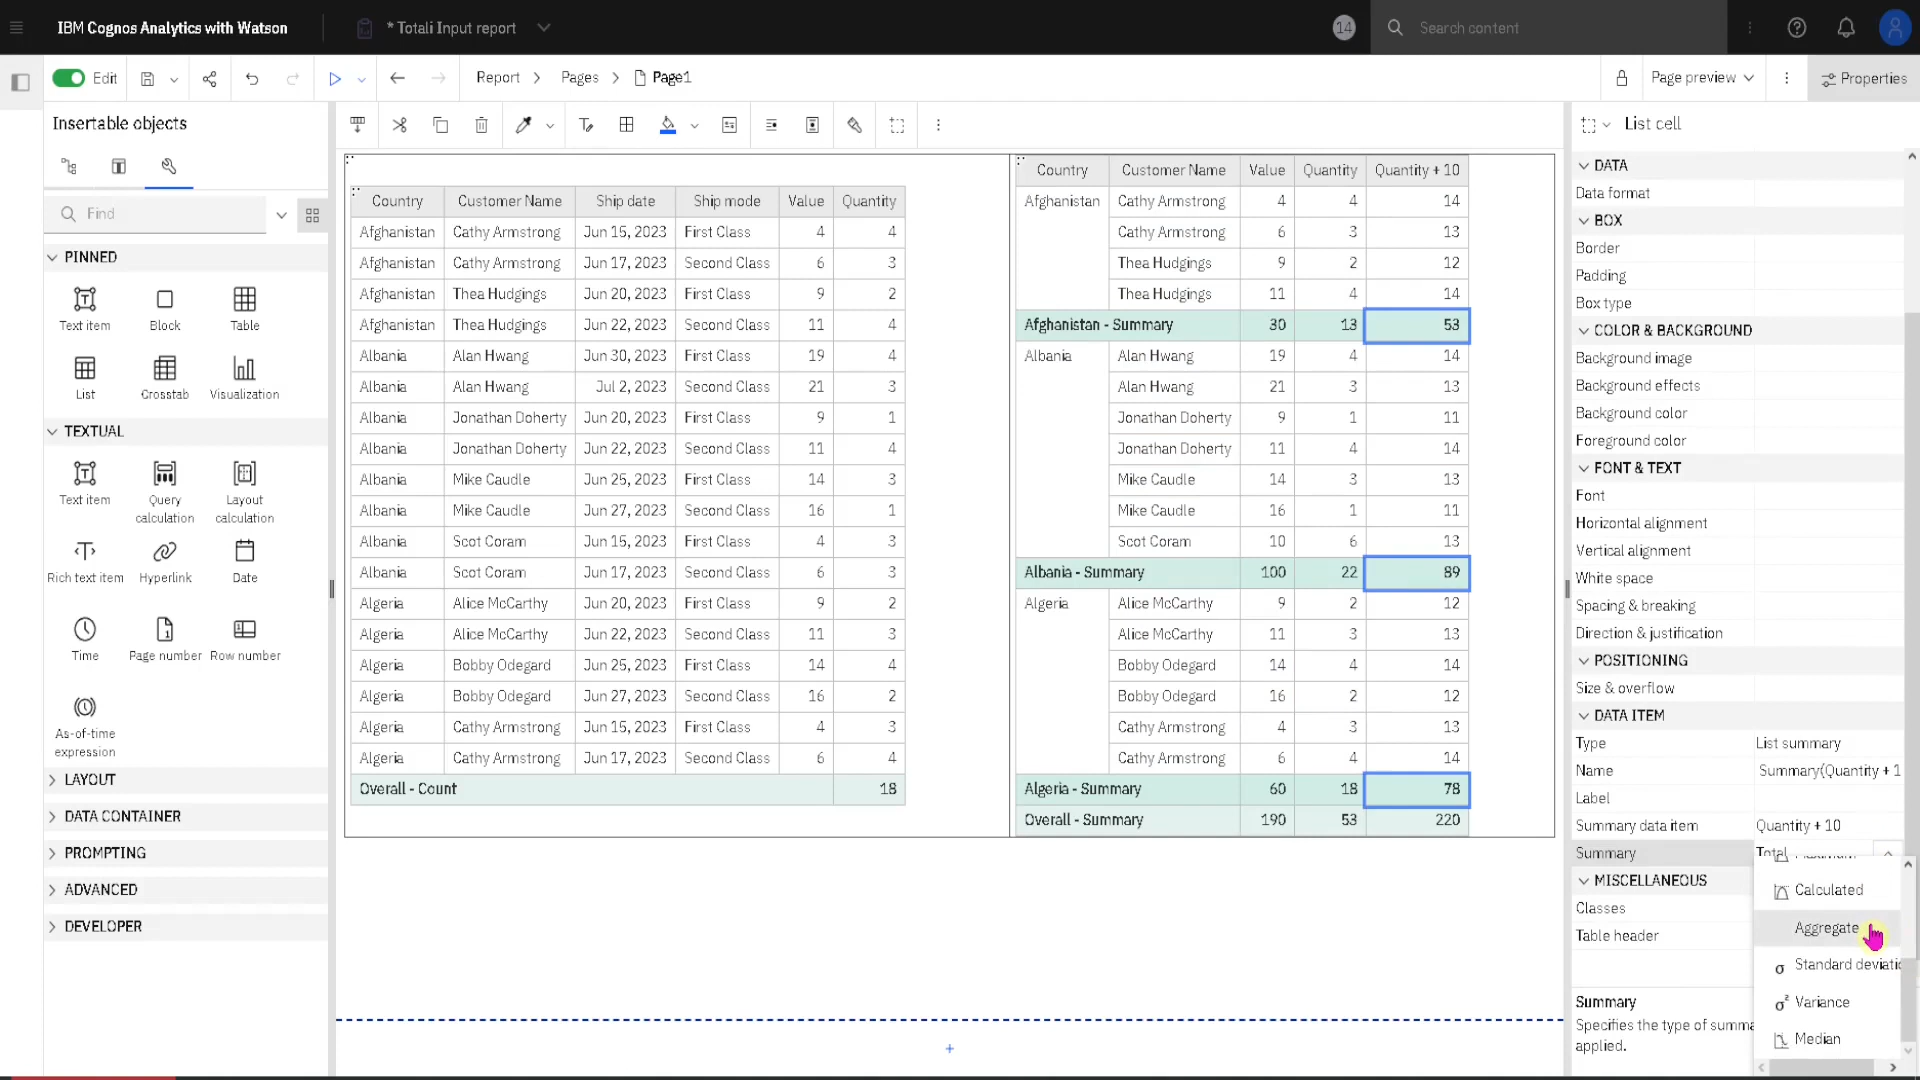 IBM Cognos Analytics with Watson
* Totali Input report
14
Search content
Edit
Report > Pages > Page1
Page preview
Properties
Insertable objects
Find
PINNED
Text item
Block
Table
List
Crosstab
Visualization
TEXTUAL
Text item
Query calculation
Layout calculation
Rich text item
Hyperlink
Date
Time
Page number
Row number
As-of-time expression
LAYOUT
DATA CONTAINER
PROMPTING
ADVANCED
DEVELOPER
Country Customer Name Ship date Ship mode Value Quantity
Afghanistan Cathy Armstrong Jun 15, 2023 First Class 4 4
Afghanistan Cathy Armstrong Jun 17, 2023 Second Class 6 3
Afghanistan Thea Hudgings Jun 20, 2023 First Class 9 2
Afghanistan Thea Hudgings Jun 22, 2023 Second Class 11 4
Albania Alan Hwang Jun 30, 2023 First Class 19 4
Albania Alan Hwang Jul 2, 2023 Second Class 21 3
Albania Jonathan Doherty Jun 20, 2023 First Class 9 1
Albania Jonathan Doherty Jun 22, 2023 Second Class 11 4
Albania Mike Caudle Jun 25, 2023 First Class 14 3
Albania Mike Caudle Jun 27, 2023 Second Class 16 1
Albania Scot Coram Jun 15, 2023 First Class 4 3
Albania Scot Coram Jun 17, 2023 Second Class 6 3
Algeria Alice McCarthy Jun 20, 2023 First Class 9 2
Algeria Alice McCarthy Jun 22, 2023 Second Class 11 3
Algeria Bobby Odegard Jun 25, 2023 First Class 14 4
Algeria Bobby Odegard Jun 27, 2023 Second Class 16 2
Algeria Cathy Armstrong Jun 15, 2023 First Class 4 3
Algeria Cathy Armstrong Jun 17, 2023 Second Class 6 4
Overall - Count 18
Country Customer Name Value Quantity Quantity + 10
Afghanistan Cathy Armstrong 4 4 14
Cathy Armstrong 6 3 13
Thea Hudgings 9 2 12
Thea Hudgings 11 4 14
Afghanistan - Summary 30 13 53
Albania Alan Hwang 19 4 14
Alan Hwang 21 3 13
Jonathan Doherty 9 1 11
Jonathan Doherty 11 4 14
Mike Caudle 14 3 13
Mike Caudle 16 1 11
Scot Coram 10 6 13
Albania - Summary 100 22 89
Algeria Alice McCarthy 9 2 12
Alice McCarthy 11 3 13
Bobby Odegard 14 4 14
Bobby Odegard 16 2 12
Cathy Armstrong 4 3 13
Cathy Armstrong 6 4 14
Algeria - Summary 60 18 78
Overall - Summary 190 53 220
List cell
DATA
Data format
BOX
Border
Padding
Box type
COLOR & BACKGROUND
Background image
Background effects
Background color
Foreground color
FONT & TEXT
Font
Horizontal alignment
Vertical alignment
White space
Spacing & breaking
Direction & justification
POSITIONING
Size & overflow
DATA ITEM
Type List summary
Name Summary(Quantity + 1
Label
Summary data item Quantity + 10
Summary Total
MISCELLANEOUS
Classes
Table header
Maximum
Calculated
Aggregate
Standard deviatio
σ
Variance
σ²
Median
Summary
Specifies the type of summa
applied.